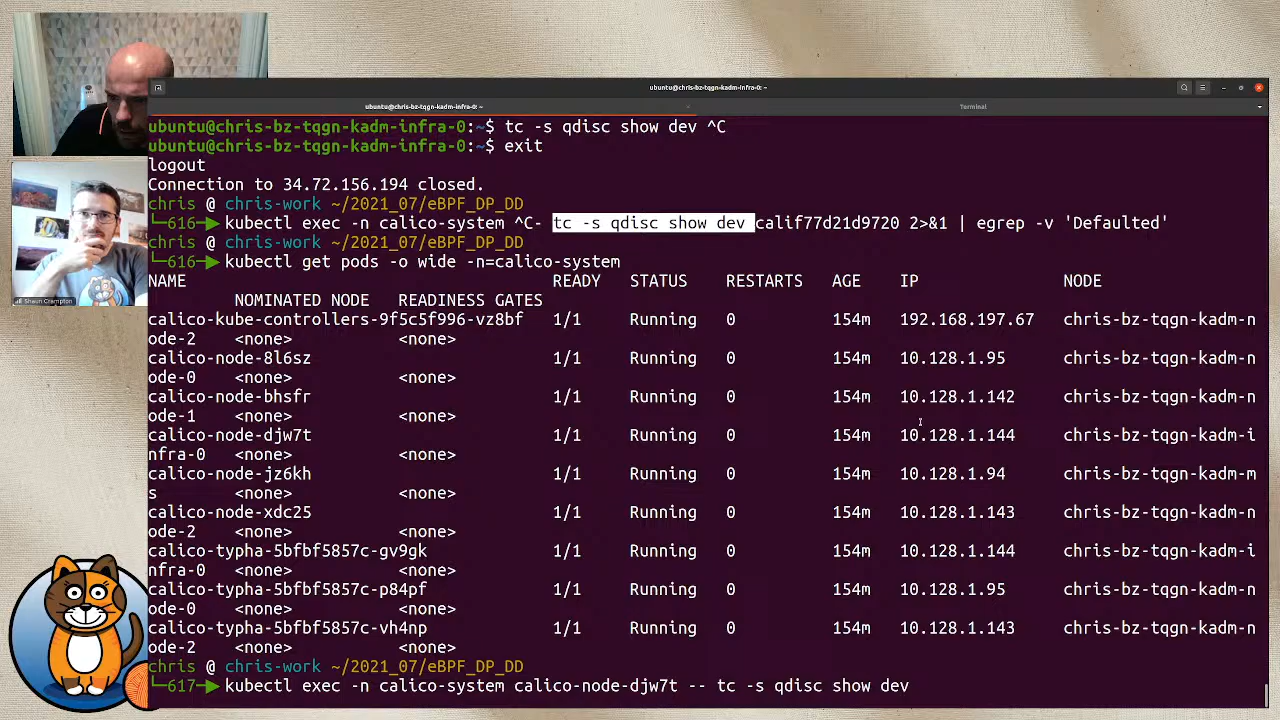 ubuntu@chris-bz-tqgn-kadm-infra-0: ~
ubuntu@chris-bz-tqgn-kadm-infra-0: ~
Terminal
ubuntu@chris-bz-tqgn-kadm-infra-0:~$ tc -s qdisc show dev ^C
ubuntu@chris-bz-tqgn-kadm-infra-0:~$ exit
logout
Connection to 34.72.156.194 closed.
chris @ chris-work ~/2021_07/eBPF_DP_DD
└─616─▶ kubectl exec -n calico-system ^C- tc -s qdisc show dev calif77d21d9720 2>&1 | egrep -v 'Defaulted'
chris @ chris-work ~/2021_07/eBPF_DP_DD
└─616─▶ kubectl get pods -o wide -n=calico-system
NAME READY STATUS RESTARTS AGE IP NODE
NOMINATED NODE READINESS GATES
calico-kube-controllers-9f5c5f996-vz8bf 1/1 Running 0 154m 192.168.197.67 chris-bz-tqgn-kadm-n
ode-2 <none> <none>
calico-node-8l6sz 1/1 Running 0 154m 10.128.1.95 chris-bz-tqgn-kadm-n
ode-0 <none> <none>
calico-node-bhsfr 1/1 Running 0 154m 10.128.1.142 chris-bz-tqgn-kadm-n
ode-1 <none> <none>
calico-node-djw7t 1/1 Running 0 154m 10.128.1.144 chris-bz-tqgn-kadm-i
nfra-0 <none> <none>
calico-node-jz6kh 1/1 Running 0 154m 10.128.1.94 chris-bz-tqgn-kadm-m
s <none> <none>
calico-node-xdc25 1/1 Running 0 154m 10.128.1.143 chris-bz-tqgn-kadm-n
ode-2 <none> <none>
calico-typha-5bfbf5857c-gv9gk 1/1 Running 0 154m 10.128.1.144 chris-bz-tqgn-kadm-i
nfra-0 <none> <none>
calico-typha-5bfbf5857c-p84pf 1/1 Running 0 154m 10.128.1.95 chris-bz-tqgn-kadm-n
ode-0 <none> <none>
calico-typha-5bfbf5857c-vh4np 1/1 Running 0 154m 10.128.1.143 chris-bz-tqgn-kadm-n
ode-2 <none> <none>
chris @ chris-work ~/2021_07/eBPF_DP_DD
└─617─▶ kubectl exec -n calico-system calico-node-djw7t -- tc -s qdisc show dev
Shaun Crampton